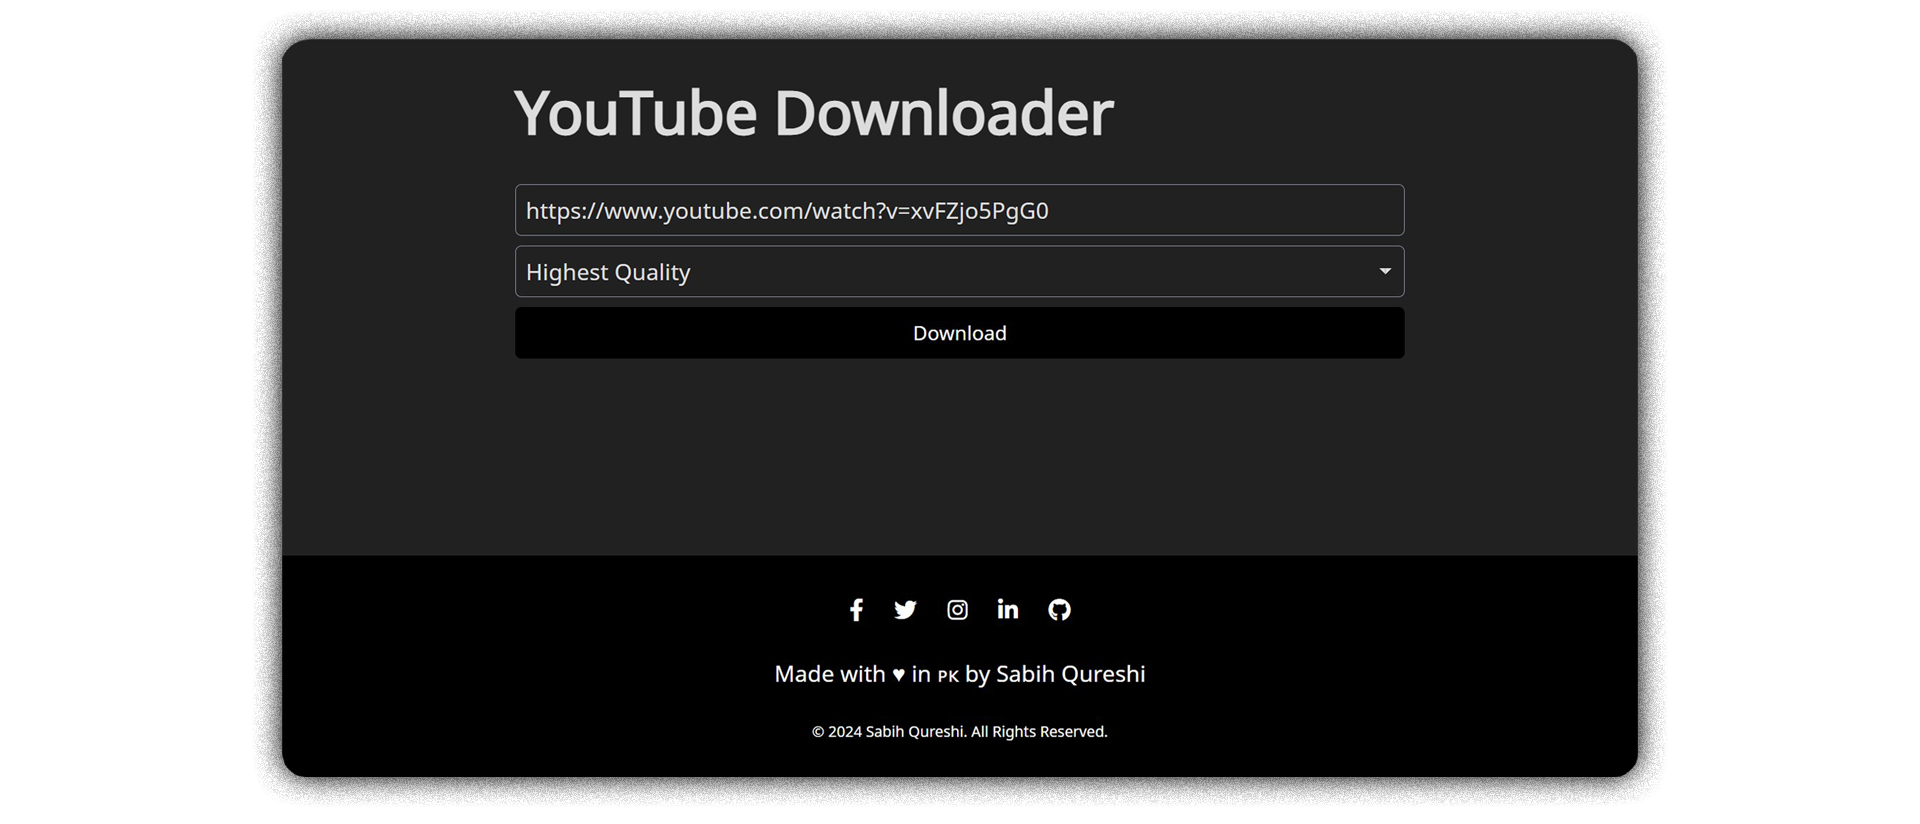 YouTube Downloader
https://www.youtube.com/watch?v=xvFZjo5PgG0
Highest Quality
Download
Made with ♥ in ᴘᴋ by Sabih Qureshi
© 2024 Sabih Qureshi. All Rights Reserved.